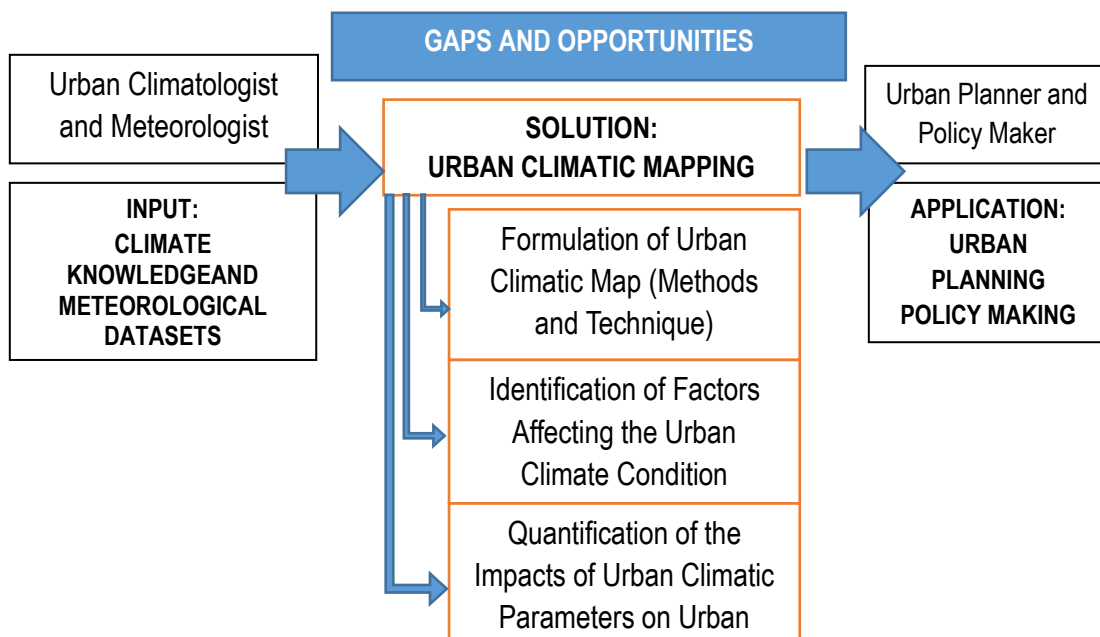 GAPS AND OPPORTUNITIES
Urban Climatologist
and Meteorologist
INPUT:
CLIMATE
KNOWLEDGEAND
METEOROLOGICAL
DATASETS
SOLUTION:
URBAN CLIMATIC MAPPING
Formulation of Urban
Climatic Map (Methods
and Technique)
Identification of Factors
Affecting the Urban
Climate Condition
Quantification of the
Impacts of Urban Climatic
Parameters on Urban
Urban Planner and
Policy Maker
APPLICATION:
URBAN
PLANNING
POLICY MAKING